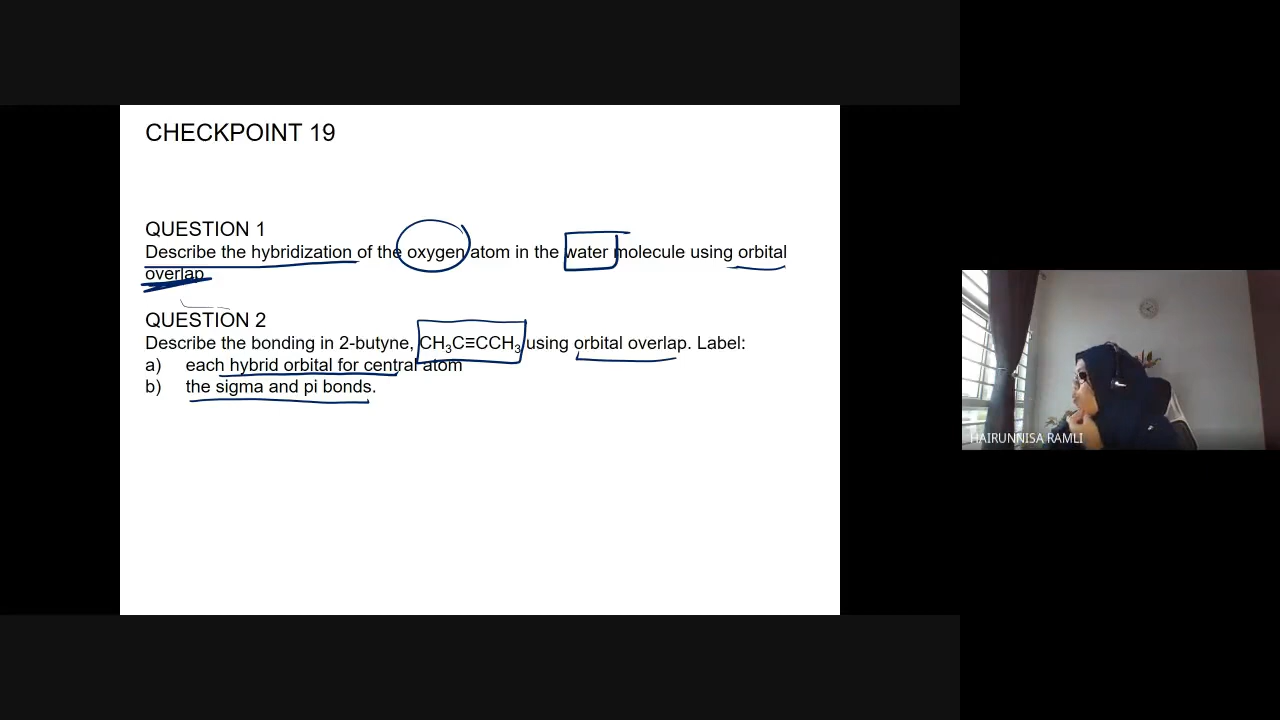 CHECKPOINT 19
QUESTION 1
Describe the hybridization of the oxygen atom in the water molecule using orbital
overlap
QUESTION 2
Describe the bonding in 2-butyne, CH₃C≡CCH₃ using orbital overlap. Label:
a) each hybrid orbital for central atom
b) the sigma and pi bonds.
HAIRUNNISA RAMLI